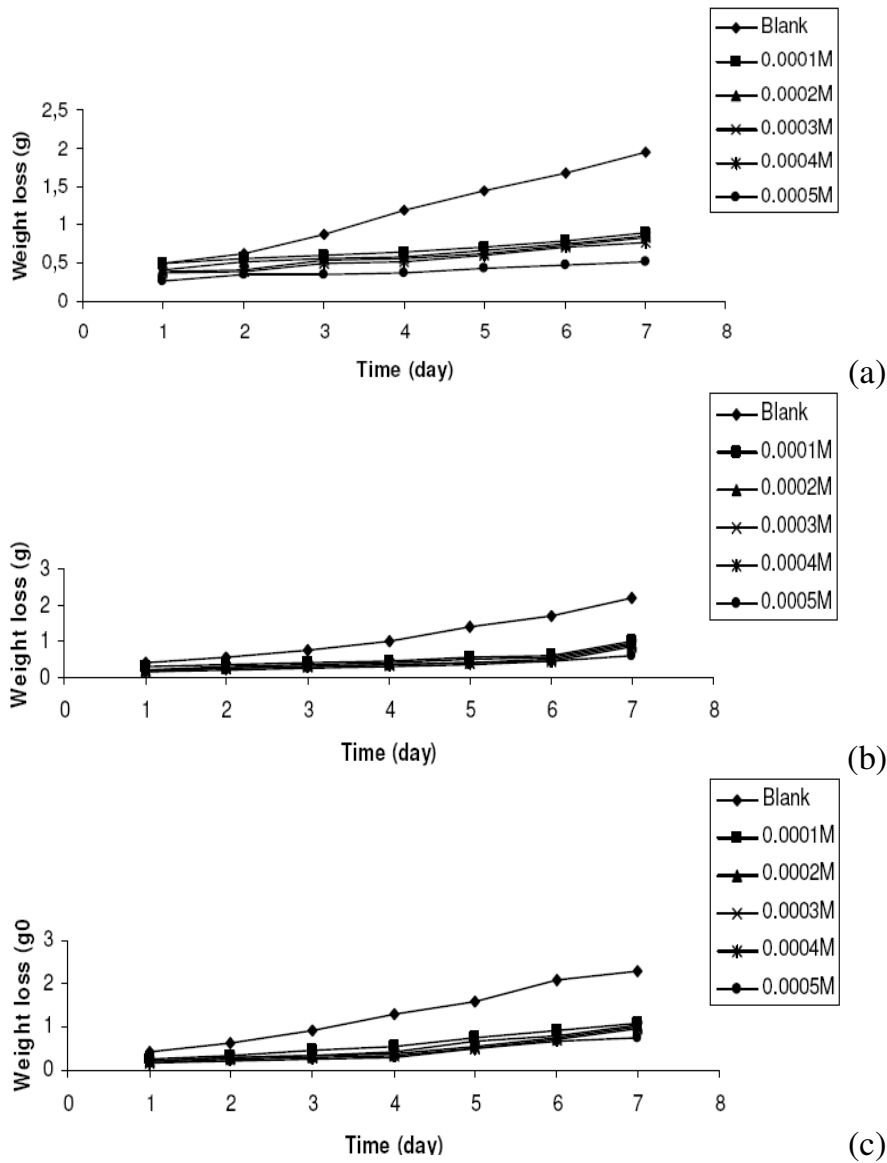 Blank
0.0001M
0.0002M
0.0003M
0.0004M
0.0005M
Weight loss (g)
2,5
2
1,5
1
0,5
0
0 1 2 3 4 5 6 7 8
Time (day)
(a)
Blank
0.0001M
0.0002M
0.0003M
0.0004M
0.0005M
Weight loss (g)
3
2
1
0
0 1 2 3 4 5 6 7 8
Time (day)
(b)
Blank
0.0001M
0.0002M
0.0003M
0.0004M
0.0005M
Weight loss (g0
3
2
1
0
0 1 2 3 4 5 6 7 8
Time (day)
(c)